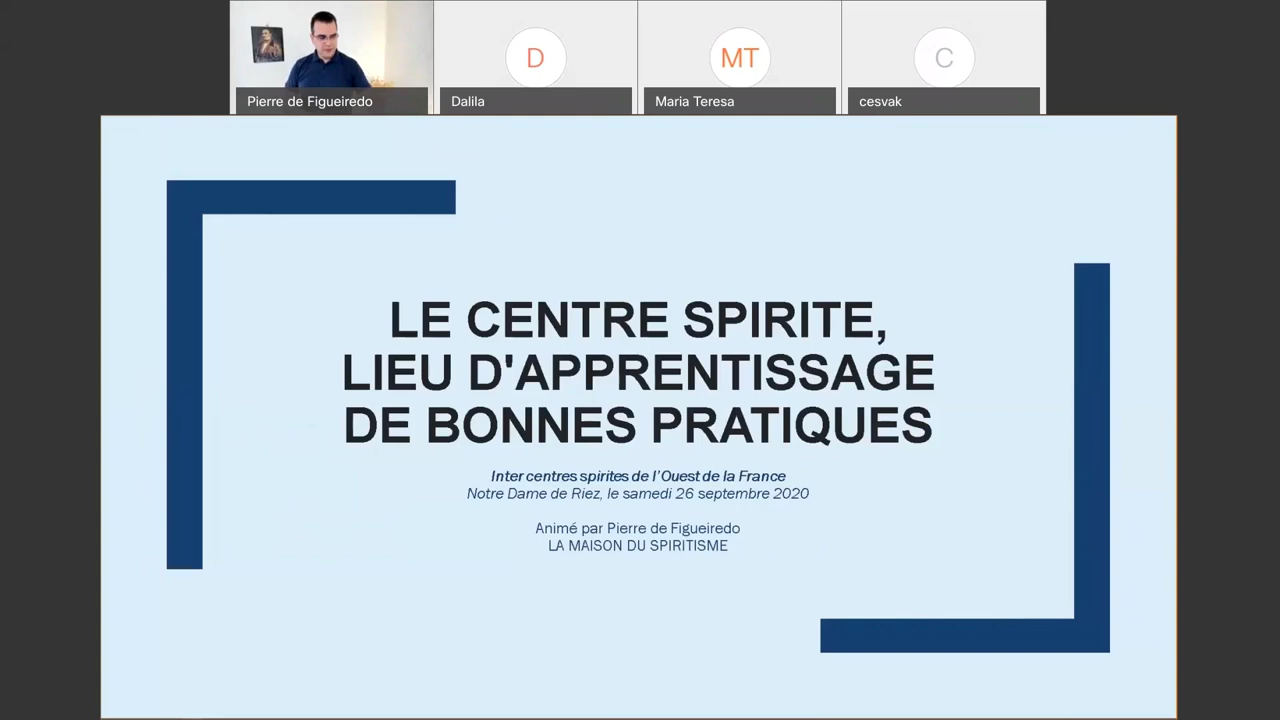 D
MT
C
Pierre de Figueiredo
Dalila
Maria Teresa
cesvak
LE CENTRE SPIRITE,
LIEU D'APPRENTISSAGE
DE BONNES PRATIQUES
Inter centres spirites de l’Ouest de la France
Notre Dame de Riez, le samedi 26 septembre 2020
Animé par Pierre de Figueiredo
LA MAISON DU SPIRITISME